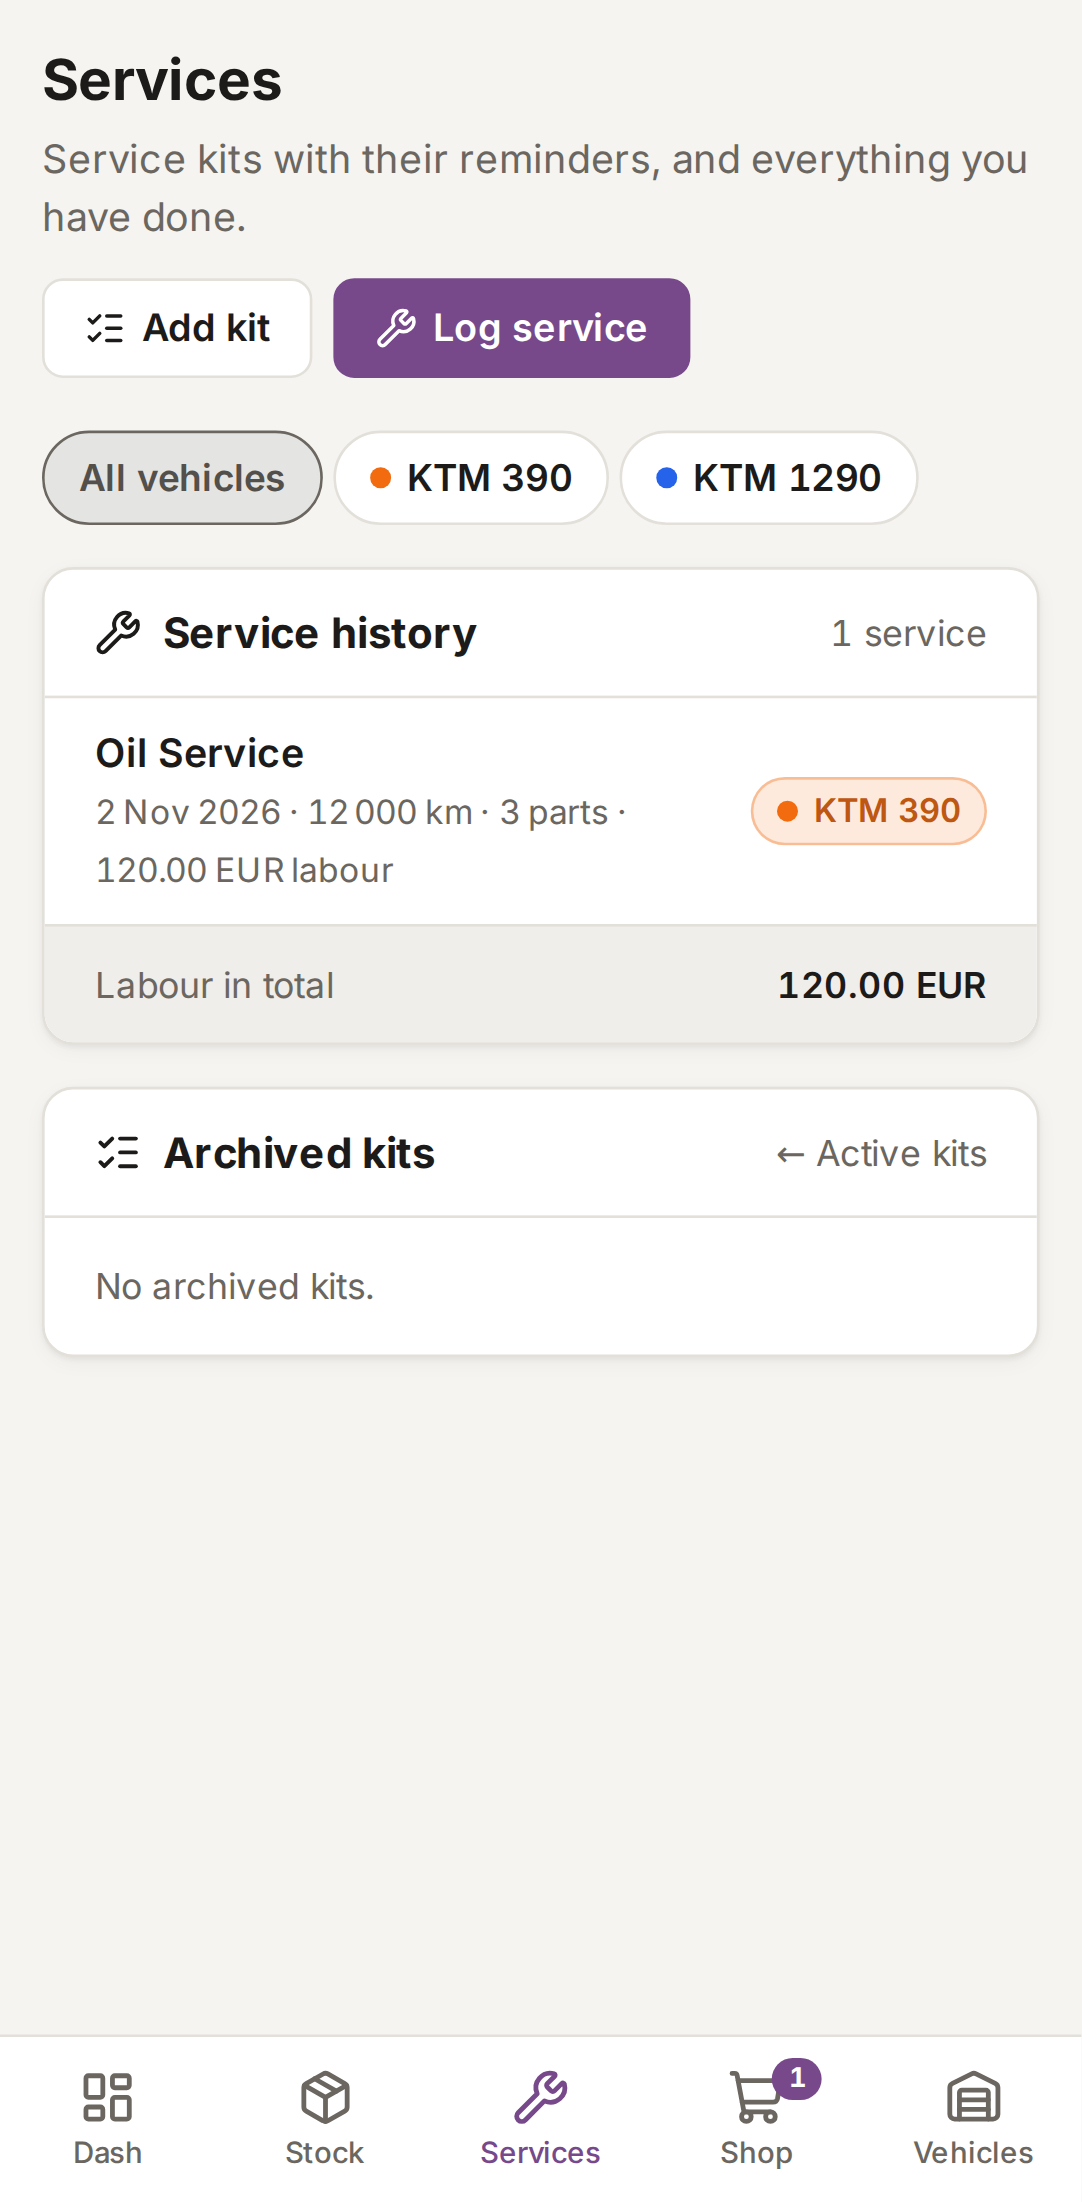 Services
Service kits with their reminders, and everything you
have done.
Add kit
Log service
All vehicles
KTM 390
KTM 1290
Service history
1 service
Oil Service
2 Nov 2026 · 12 000 km · 3 parts ·
120.00 EUR labour
KTM 390
Labour in total
120.00 EUR
Archived kits
← Active kits
No archived kits.
1
Dash
Stock
Services
Shop
Vehicles